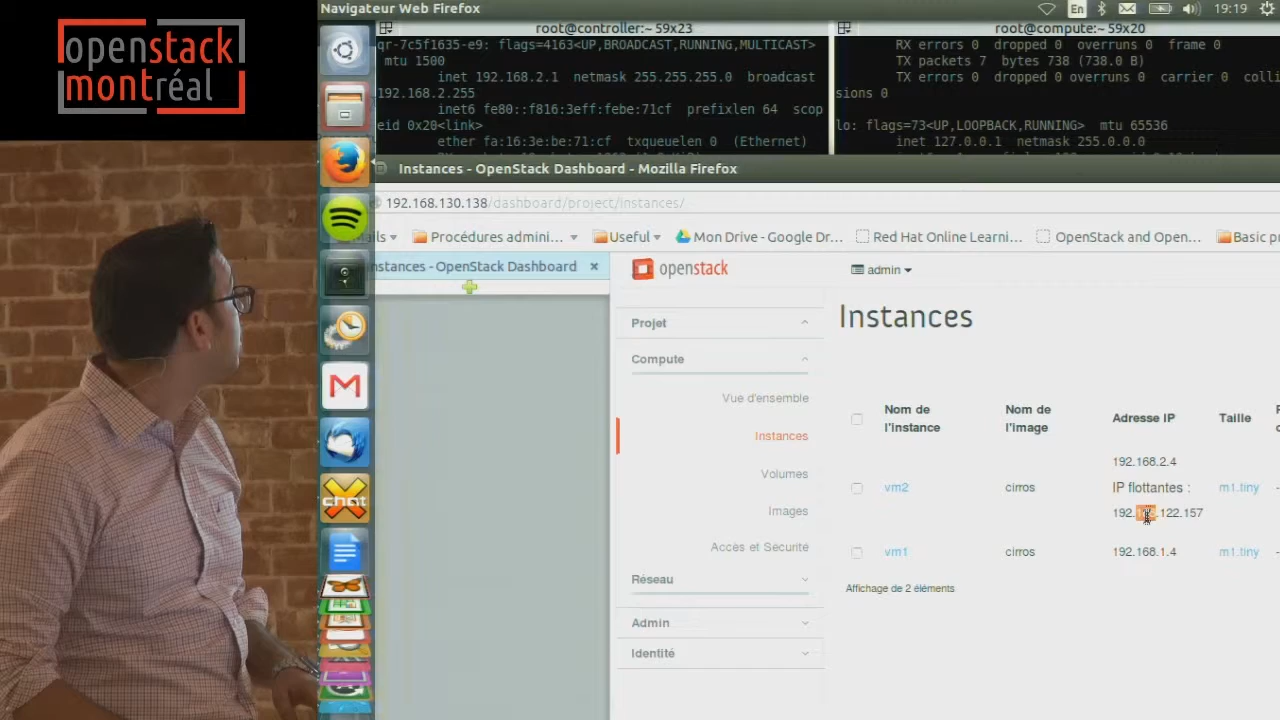 openstack
montréal
Navigateur Web Firefox
En
19:19
root@controller:~ 59x23
qr-7c5f1635-e9: flags=4163<UP,BROADCAST,RUNNING,MULTICAST>
mtu 1500
inet 192.168.2.1 netmask 255.255.255.0 broadcast
192.168.2.255
inet6 fe80::f816:3eff:febe:71cf prefixlen 64 scop
eid 0x20<link>
ether fa:16:3e:be:71:cf txqueuelen 0 (Ethernet)
root@compute:~ 59x20
RX errors 0 dropped 0 overruns 0 frame 0
TX packets 7 bytes 738 (738.0 B)
TX errors 0 dropped 0 overruns 0 carrier 0 colli
sions 0
lo: flags=73<UP,LOOPBACK,RUNNING> mtu 65536
inet 127.0.0.1 netmask 255.0.0.0
Instances - OpenStack Dashboard - Mozilla Firefox
192.168.130.138/dashboard/project/instances/
Procédures admini...
Useful
Mon Drive - Google Dr...
Red Hat Online Learni...
OpenStack and Open...
Basic
nstances - OpenStack Dashboard
openstack
admin
Projet
Compute
Vue d'ensemble
Instances
Volumes
Images
Accès et Securité
Réseau
Admin
Identité
Instances
Nom de l'instance
Nom de l'image
Adresse IP
Taille
vm2
cirros
192.168.2.4
IP flottantes :
192. .122.157
m1.tiny
vm1
cirros
192.168.1.4
m1.tiny
Affichage de 2 éléments
chat